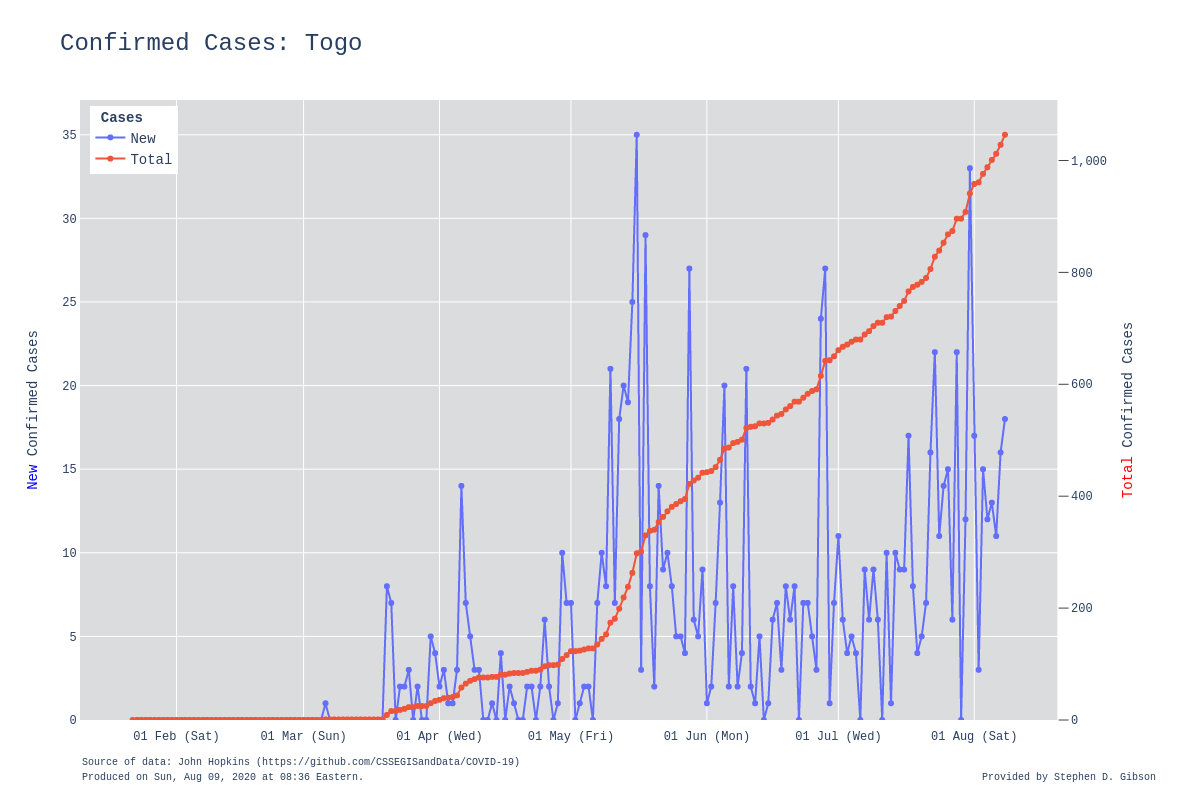 Confirmed Cases: Togo
Cases
New
Total
35
30
25
20
15
10
5
0
1,000
800
600
400
200
0
New Confirmed Cases
Total Confirmed Cases
01 Feb (Sat)
01 Mar (Sun)
01 Apr (Wed)
01 May (Fri)
01 Jun (Mon)
01 Jul (Wed)
01 Aug (Sat)
Source of data: John Hopkins (https://github.com/CSSEGISandData/COVID-19)
Produced on Sun, Aug 09, 2020 at 08:36 Eastern.
Provided by Stephen D. Gibson